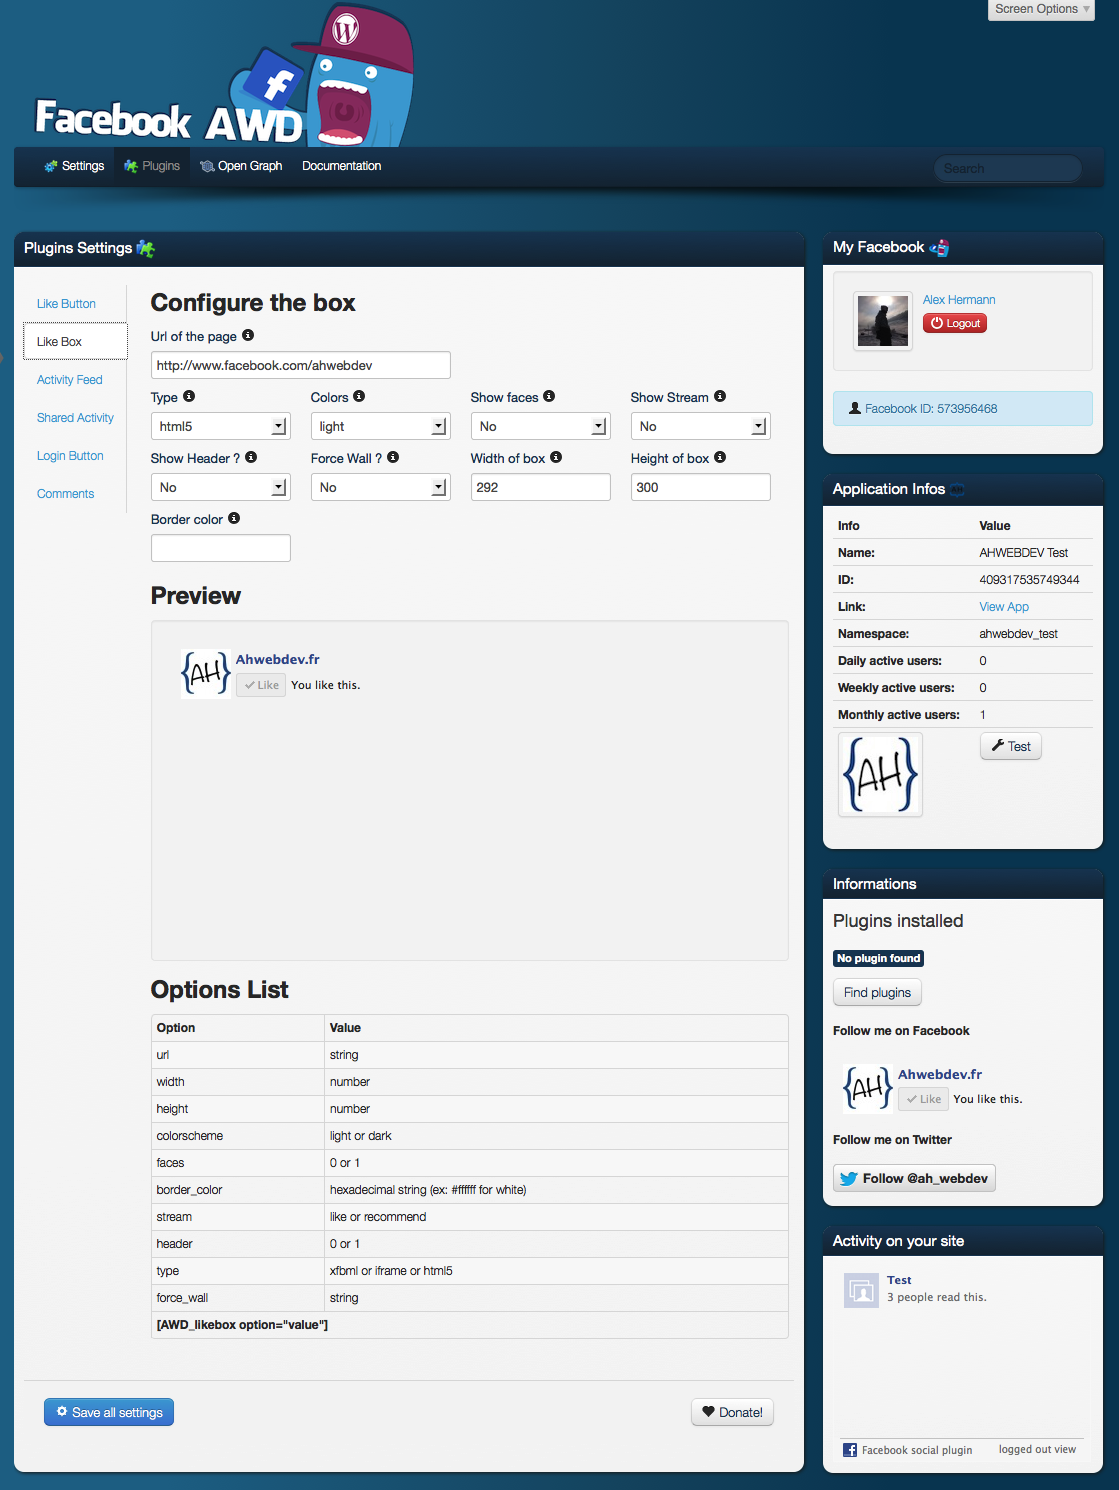 Screen Options
Facebook AWD
Settings Plugins Open Graph Documentation Search
Plugins Settings
Like Button
Like Box
Activity Feed
Shared Activity
Login Button
Comments
Configure the box
Url of the page
http://www.facebook.com/ahwebdev
Type Colors Show faces Show Stream
html5 light No No
Show Header ? Force Wall ? Width of box Height of box
No No 292 300
Border color
Preview
{AH} Ahwebdev.fr
Like You like this.
Options List
Option Value
url string
width number
height number
colorscheme light or dark
faces 0 or 1
border_color hexadecimal string (ex: #ffffff for white)
stream like or recommend
header 0 or 1
type xfbml or iframe or html5
force_wall string
[AWD_likebox option="value"]
Save all settings Donate!
My Facebook
Alex Hermann
Logout
Facebook ID: 573956468
Application Infos
Info Value
Name: AHWEBDEV Test
ID: 409317535749344
Link: View App
Namespace: ahwebdev_test
Daily active users: 0
Weekly active users: 0
Monthly active users: 1
{AH} Test
Informations
Plugins installed
No plugin found
Find plugins
Follow me on Facebook
{AH} Ahwebdev.fr
Like You like this.
Follow me on Twitter
Follow @ah_webdev
Activity on your site
Test
3 people read this.
Facebook social plugin logged out view